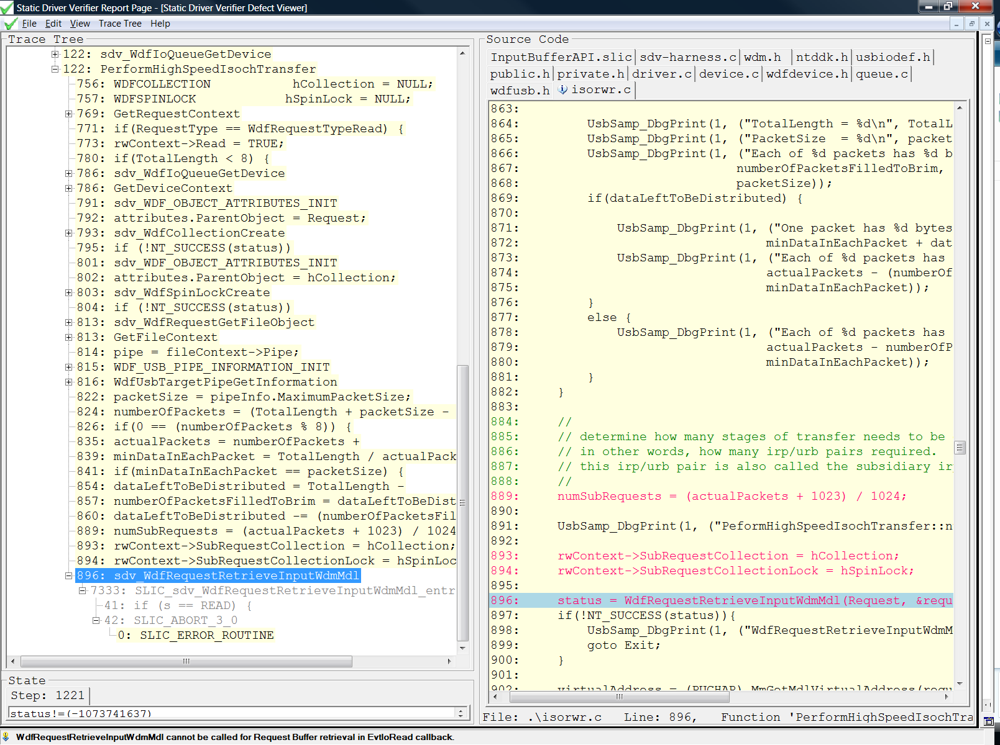 Static Driver Verifier Report Page - [Static Driver Verifier Defect Viewer]
File Edit View Trace Tree Help
Trace Tree
122: sdv_WdfIoQueueGetDevice
122: PerformHighSpeedIsochTransfer
756: WDFCOLLECTION hCollection = NULL;
757: WDFSPINLOCK hSpinLock = NULL;
769: GetRequestContext
771: if(RequestType == WdfRequestTypeRead) {
773: rwContext->Read = TRUE;
780: if(TotalLength < 8) {
786: sdv_WdfIoQueueGetDevice
786: GetDeviceContext
791: sdv_WDF_OBJECT_ATTRIBUTES_INIT
792: attributes.ParentObject = Request;
793: sdv_WdfCollectionCreate
795: if (!NT_SUCCESS(status))
801: sdv_WDF_OBJECT_ATTRIBUTES_INIT
802: attributes.ParentObject = hCollection;
803: sdv_WdfSpinLockCreate
804: if (!NT_SUCCESS(status))
813: sdv_WdfRequestGetFileObject
813: GetFileContext
814: pipe = fileContext->Pipe;
815: WDF_USB_PIPE_INFORMATION_INIT
816: WdfUsbTargetPipeGetInformation
822: packetSize = pipeInfo.MaximumPacketSize;
824: numberOfPackets = (TotalLength + packetSize -
826: if(0 == (numberOfPackets % 8)) {
835: actualPackets = numberOfPackets +
839: minDataInEachPacket = TotalLength / actualPack
841: if(minDataInEachPacket == packetSize) {
854: dataLeftToBeDistributed = TotalLength -
857: numberOfPacketsFilledToBrim = dataLeftToBeDist
860: dataLeftToBeDistributed -= (numberOfPacketsFil
889: numSubRequests = (actualPackets + 1023) / 1024
893: rwContext->SubRequestCollection = hCollection;
894: rwContext->SubRequestCollectionLock = hSpinLoc
896: sdv_WdfRequestRetrieveInputWdmMdl
7333: SLIC_sdv_WdfRequestRetrieveInputWdmMdl_entr
41: if (s == READ) {
42: SLIC_ABORT_3_0
0: SLIC_ERROR_ROUTINE
State
Step: 1221
status!=(-1073741637)
Source Code
InputBufferAPI.slic sdv-harness.c wdm.h ntddk.h usbiodef.h
public.h private.h driver.c device.c wdfdevice.h queue.c
wdfusb.h isorwr.c
863:
864: UsbSamp_DbgPrint(1, ("TotalLength = %d\n", TotalL
865: UsbSamp_DbgPrint(1, ("PacketSize = %d\n", packet
866: UsbSamp_DbgPrint(1, ("Each of %d packets has %d b
867: numberOfPacketsFilledToBrim,
868: packetSize));
869: if(dataLeftToBeDistributed) {
870:
871: UsbSamp_DbgPrint(1, ("One packet has %d bytes
872: minDataInEachPacket + dat
873: UsbSamp_DbgPrint(1, ("Each of %d packets has
874: actualPackets - (numberOf
875: minDataInEachPacket));
876: }
877: else {
878: UsbSamp_DbgPrint(1, ("Each of %d packets has
879: actualPackets - numberOfP
880: minDataInEachPacket));
881: }
882: }
883:
884: //
885: // determine how many stages of transfer needs to be
886: // in other words, how many irp/urb pairs required.
887: // this irp/urb pair is also called the subsidiary ir
888: //
889: numSubRequests = (actualPackets + 1023) / 1024;
890:
891: UsbSamp_DbgPrint(1, ("PeformHighSpeedIsochTransfer::n
892:
893: rwContext->SubRequestCollection = hCollection;
894: rwContext->SubRequestCollectionLock = hSpinLock;
895:
896: status = WdfRequestRetrieveInputWdmMdl(Request, &requ
897: if(!NT_SUCCESS(status)){
898: UsbSamp_DbgPrint(1, ("WdfRequestRetrieveInputWdmM
899: goto Exit;
900: }
901:
902: virtualAddress = (PUCHAR) MmGetMdlVirtualAddress(requ
File: .\isorwr.c Line: 896, Function 'PerformHighSpeedIsochTra
WdfRequestRetrieveInputWdmMdl cannot be called for Request Buffer retrieval in EvtIoRead callback.